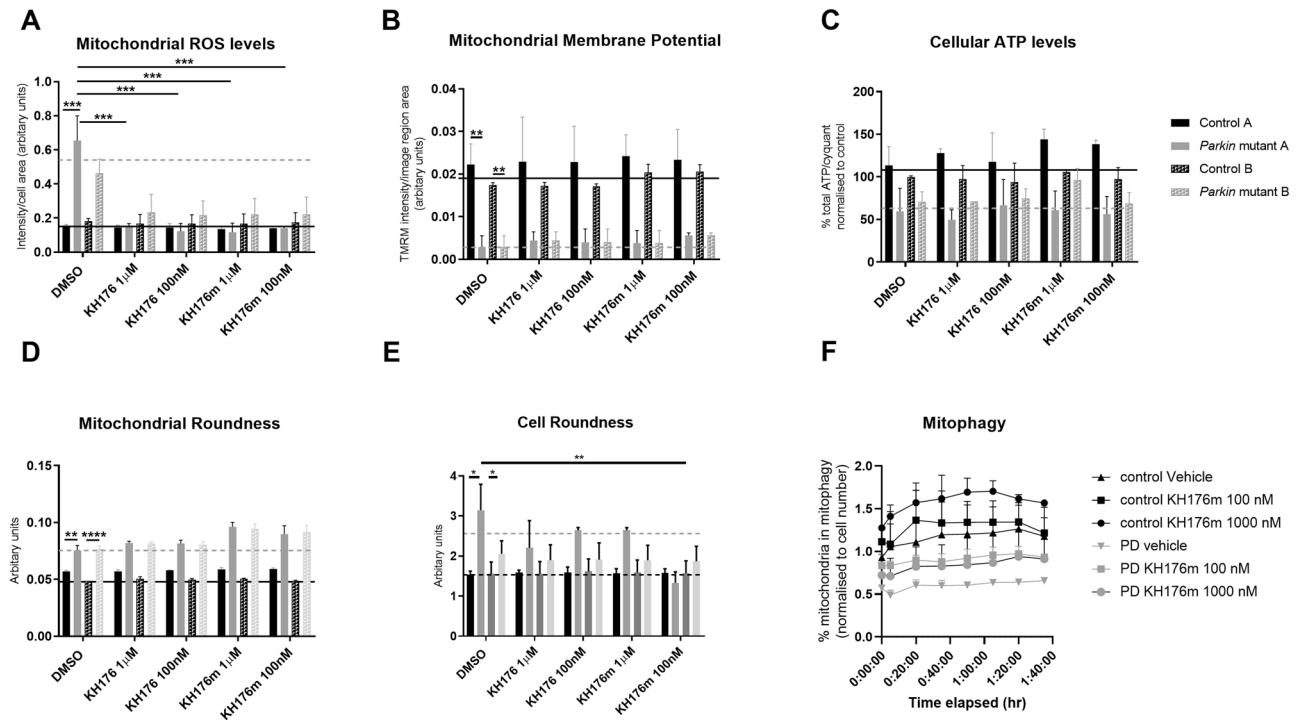 A
Mitochondrial ROS levels
Intensity/cell area (arbitary units)
1.0
0.8
0.6
0.4
0.2
0.0
***
***
***
***
***
DMSO
KH176 1μM
KH176 100nM
KH176m 1μM
KH176m 100nM
B
Mitochondrial Membrane Potential
TMRM intensity/image region area
(arbitary units)
0.04
0.03
0.02
0.01
0.00
**
**
DMSO
KH176 1μM
KH176 100nM
KH176m 1μM
KH176m 100nM
C
Cellular ATP levels
% total ATP/cyquant
normalised to control
200
150
100
50
0
DMSO
KH176 1μM
KH176 100nM
KH176m 1μM
KH176m 100nM
Control A
Parkin mutant A
Control B
Parkin mutant B
D
Mitochondrial Roundness
Arbitary units
0.15
0.10
0.05
0.00
**
****
DMSO
KH176 1μM
KH176 100nM
KH176m 1μM
KH176m 100nM
E
Cell Roundness
Arbitary units
4
3
2
1
0
*
*
**
DMSO
KH176 1μM
KH176 100nM
KH176m 1μM
KH176m 100nM
F
Mitophagy
% mitochondria in mitophagy
(normalised to cell number)
2.0
1.5
1.0
0.5
0.0
0:00:00
0:20:00
0:40:00
1:00:00
1:20:00
1:40:00
Time elapsed (hr)
control Vehicle
control KH176m 100 nM
control KH176m 1000 nM
PD vehicle
PD KH176m 100 nM
PD KH176m 1000 nM